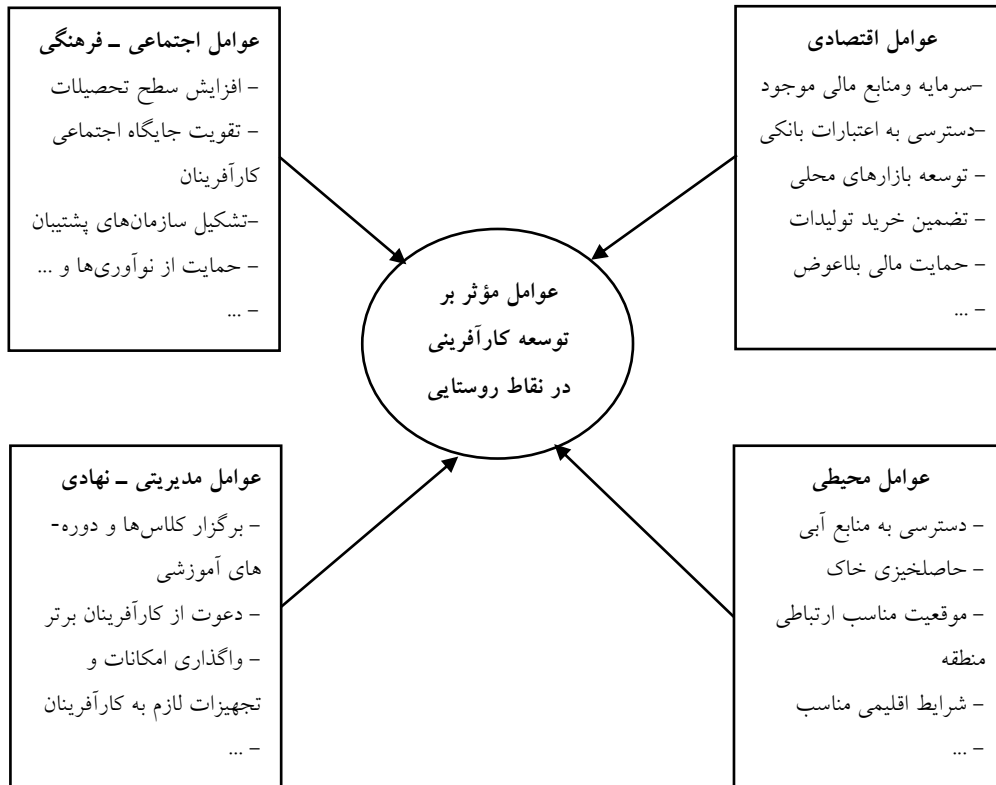 عوامل اقتصادی
–سرمایه ومنابع مالی موجود
–دسترسی به اعتبارات بانکی
– توسعه بازارهای محلی
– تضمین خرید تولیدات
– حمایت مالی بلاعوض
– ...
عوامل اجتماعی – فرهنگی
– افزایش سطح تحصیلات
– تقویت جایگاه اجتماعی
کارآفرینان
–تشکیل سازمان‌های پشتیبان
– حمایت از نوآوری‌ها و ...
– ...
عوامل مؤثر بر
توسعه کارآفرینی
در نقاط روستایی
عوامل محیطی
– دسترسی به منابع آبی
– حاصلخیزی خاک
– موقعیت مناسب ارتباطی
منطقه
– شرایط اقلیمی مناسب
– ...
عوامل مدیریتی – نهادی
– برگزار کلاس‌ها و دوره-
های آموزشی
– دعوت از کارآفرینان برتر
– واگذاری امکانات و
تجهیزات لازم به کارآفرینان
– ...